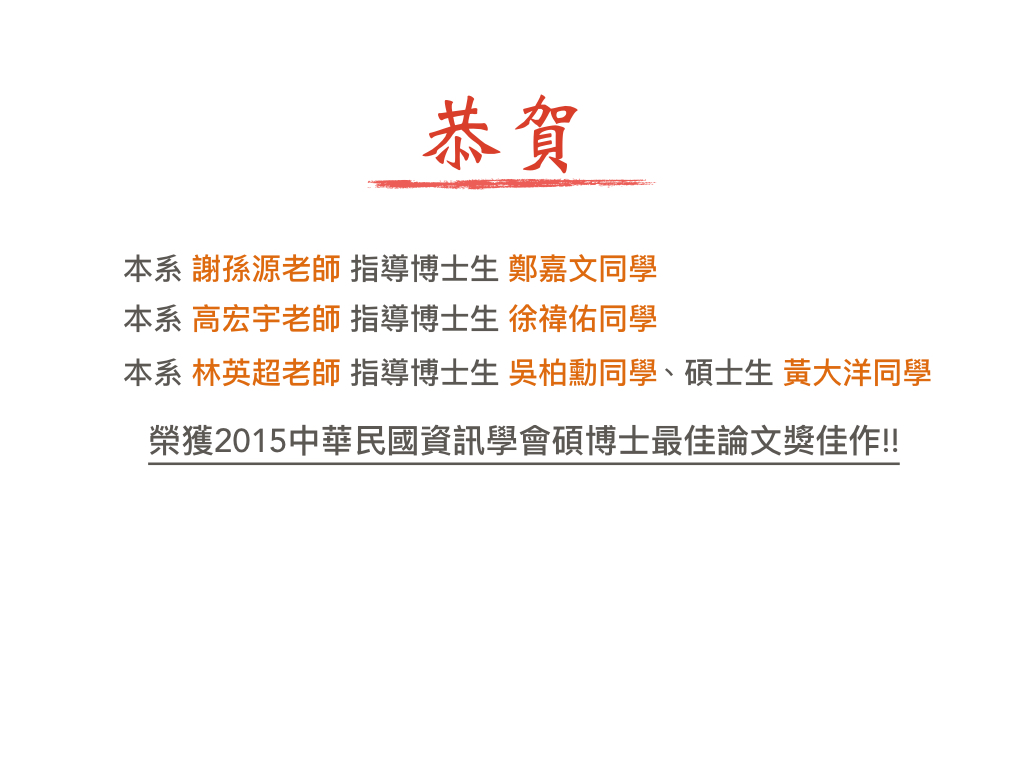 恭賀
本系 謝孫源老師 指導博士生 鄭嘉文同學
本系 高宏宇老師 指導博士生 徐禕佑同學
本系 林英超老師 指導博士生 吳柏勳同學、碩士生 黃大洋同學
榮獲2015中華民國資訊學會碩博士最佳論文獎佳作!!